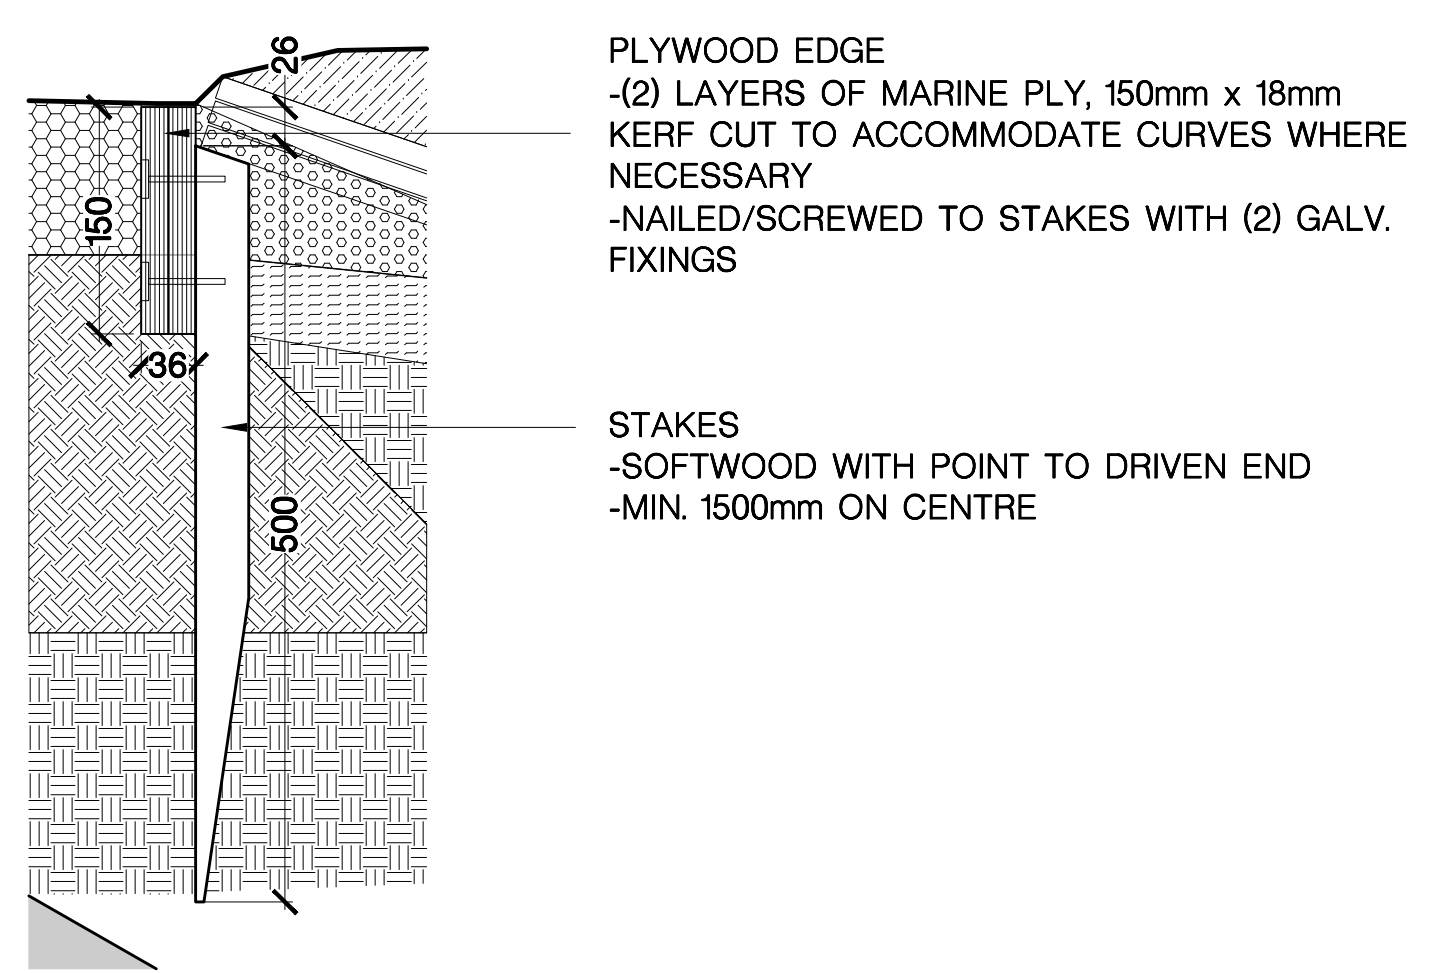 26
150
36
500
PLYWOOD EDGE
-(2) LAYERS OF MARINE PLY, 150mm x 18mm
KERF CUT TO ACCOMMODATE CURVES WHERE
NECESSARY
-NAILED/SCREWED TO STAKES WITH (2) GALV.
FIXINGS
STAKES
-SOFTWOOD WITH POINT TO DRIVEN END
-MIN. 1500mm ON CENTRE